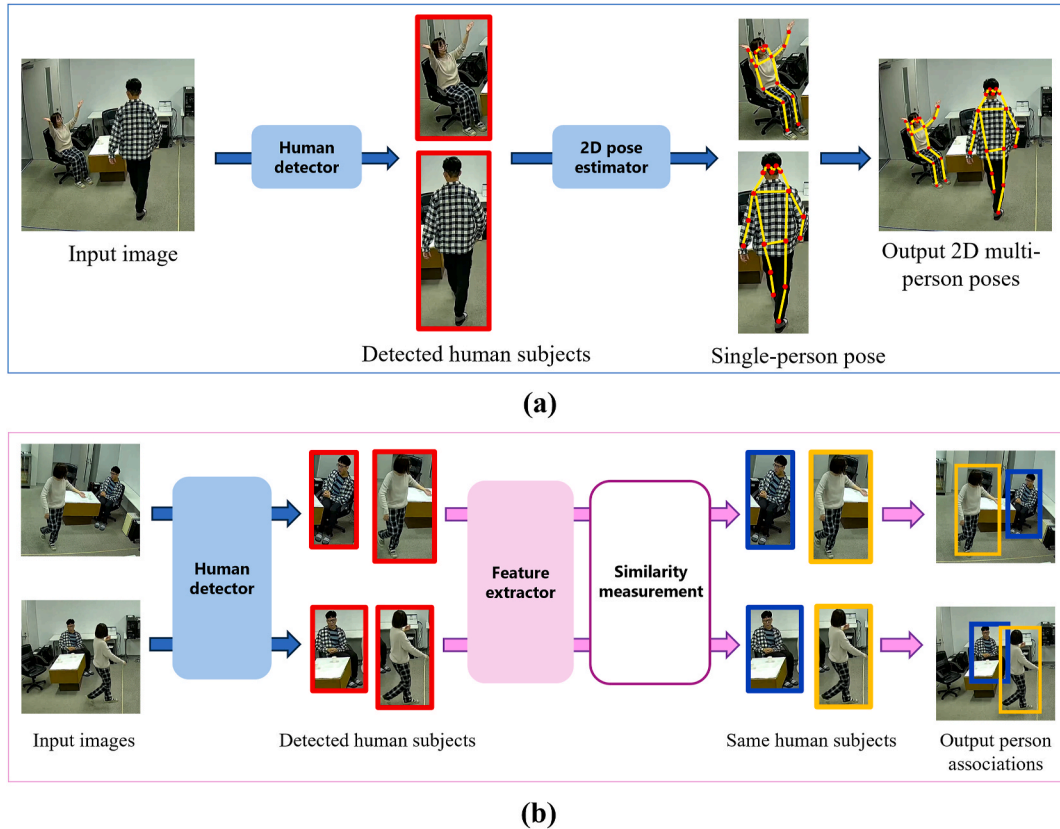 Human
detector
2D pose
estimator
Input image
Output 2D multi-
person poses
Detected human subjects
Single-person pose
(a)
Human
detector
Feature
extractor
Similarity
measurement
Input images
Detected human subjects
Same human subjects
Output person
associations
(b)